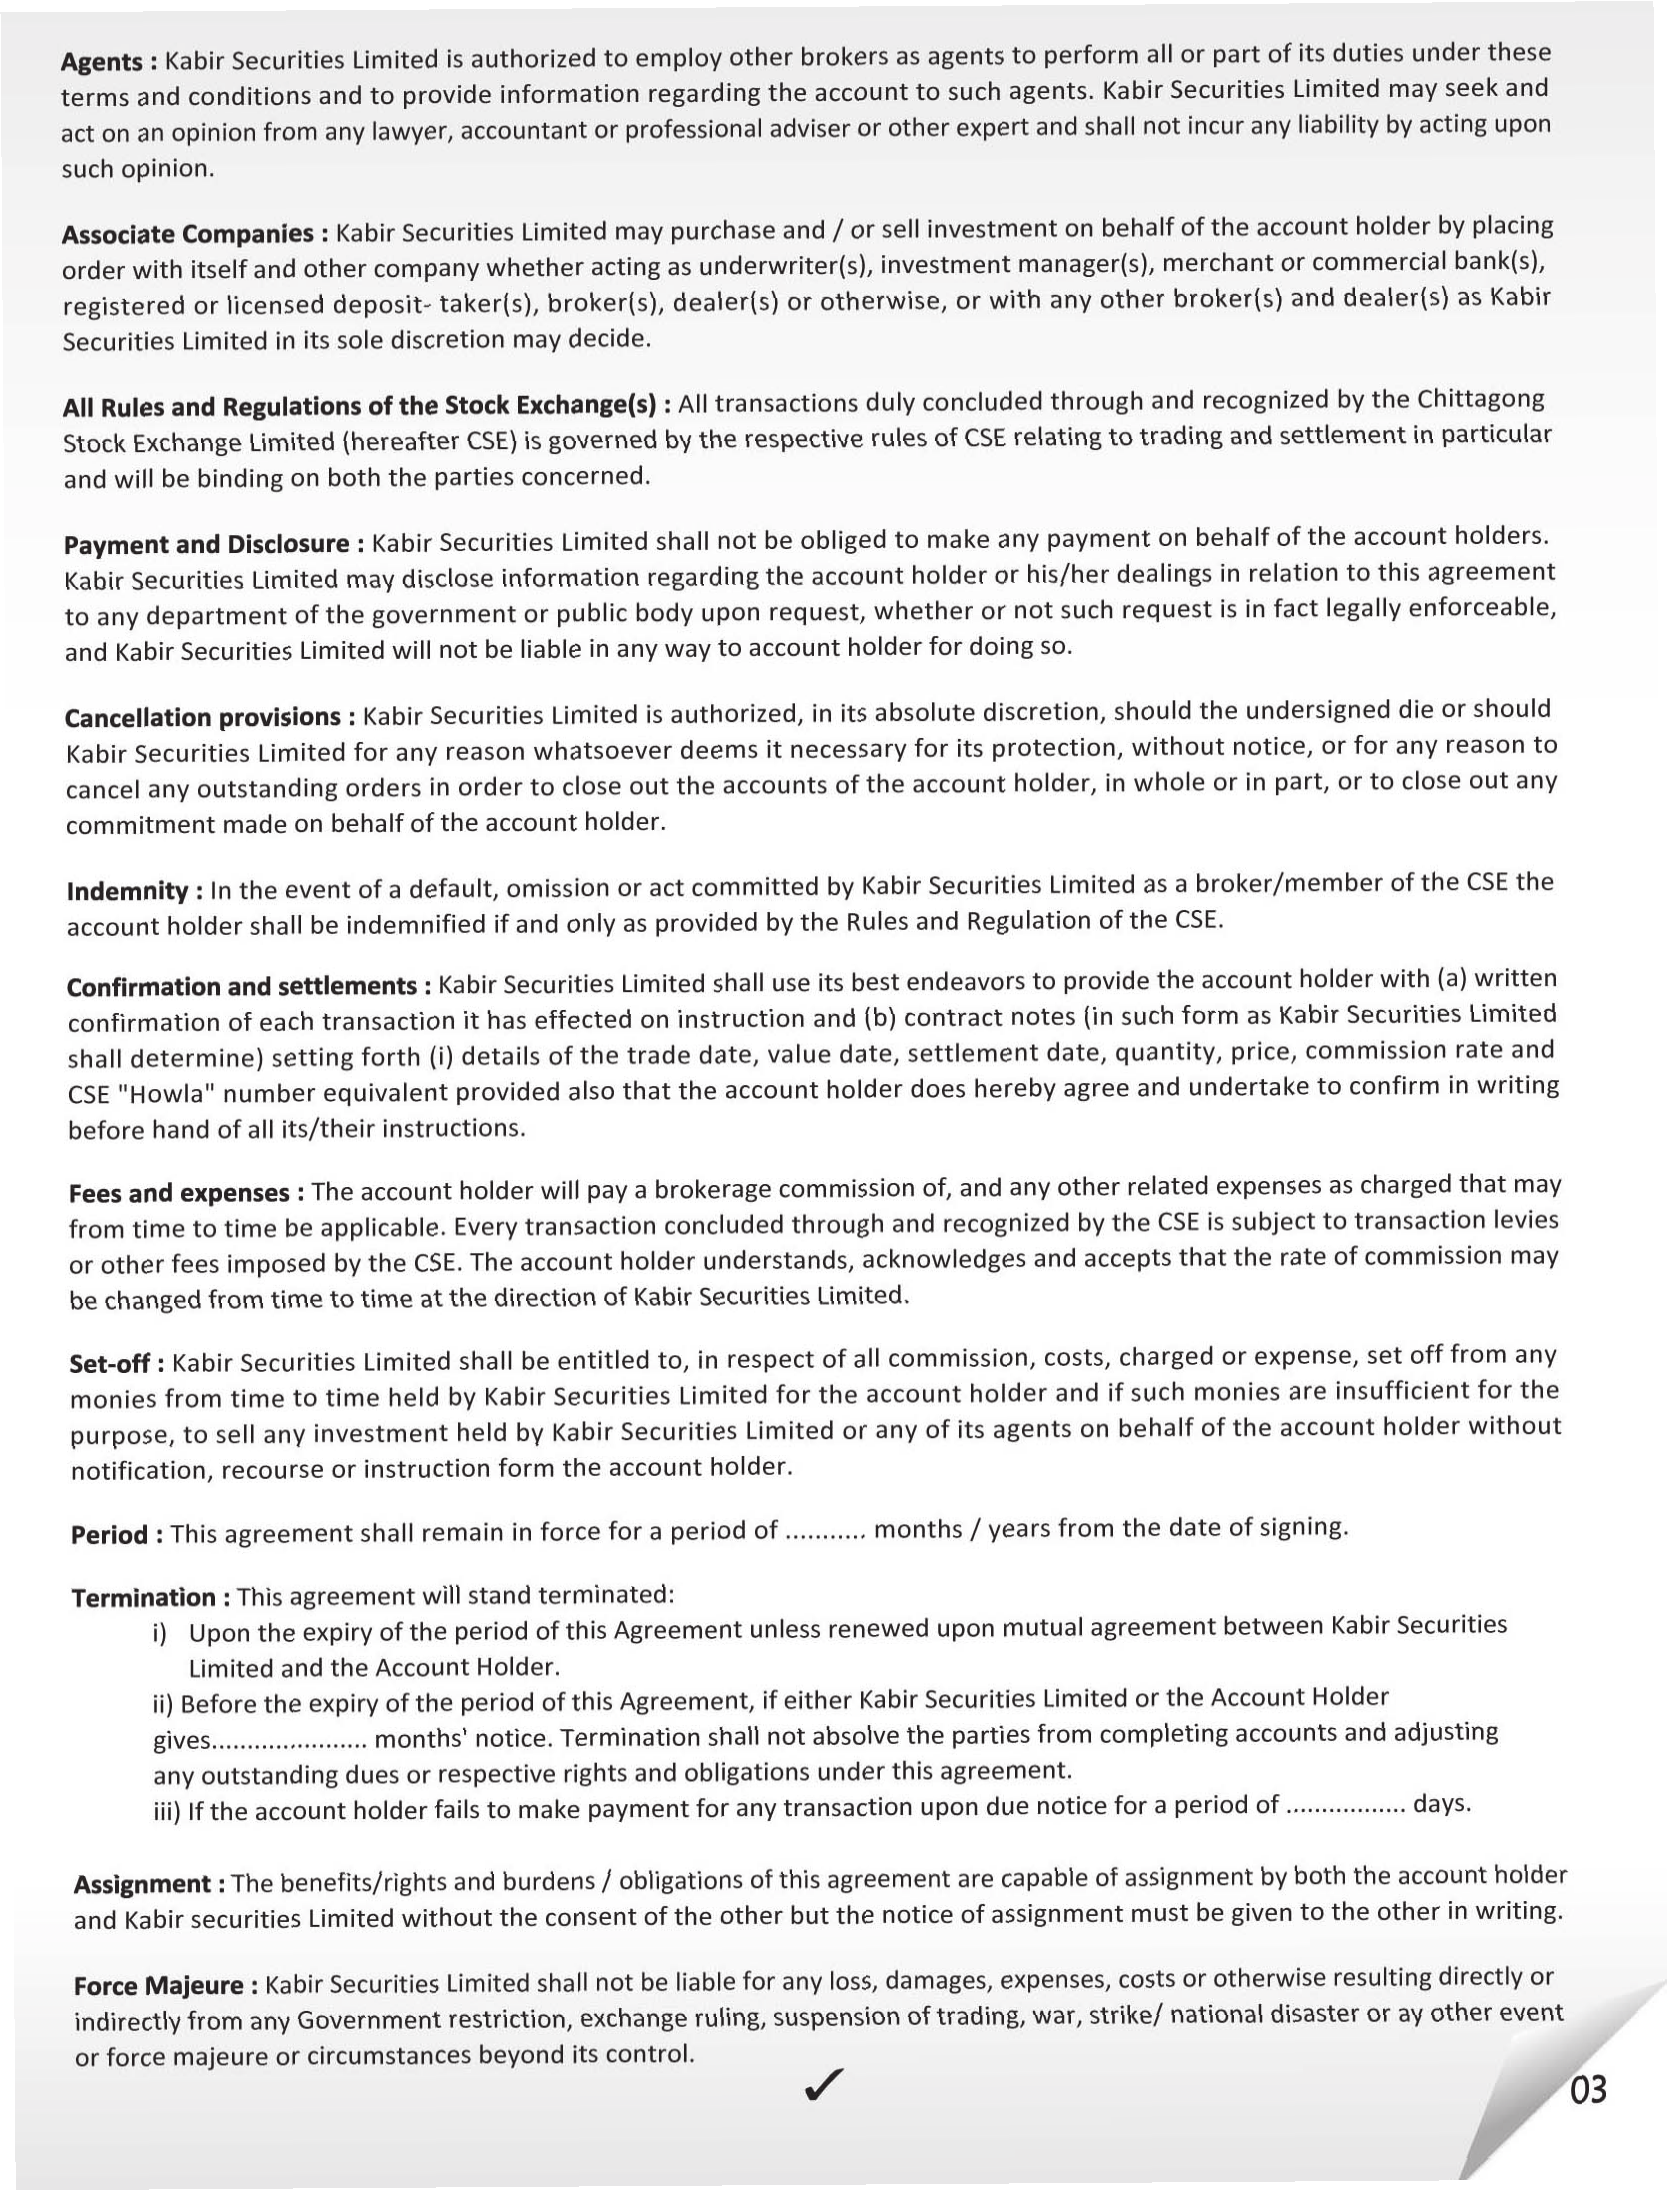 Agents : Kabir Securities Limited is authorized to employ other brokers as agents to perform all or part of its duties under these
terms and conditions and to provide information regarding the account to such agents. Kabir Securities Limited may seek and
act on an opinion from any lawyer, accountant or professional adviser or other expert and shall not incur any liability by acting upon
such opinion.
Associate Companies : Kabir Securities Limited may purchase and / or sell investment on behalf of the account holder by placing
order with itself and other company whether acting as underwriter(s), investment manager(s), merchant or commercial bank(s),
registered or licensed deposit- taker(s), broker(s), dealer(s) or otherwise, or with any other broker(s) and dealer(s) as Kabir
Securities Limited in its sole discretion may decide.
All Rules and Regulations of the Stock Exchange(s) : All transactions duly concluded through and recognized by the Chittagong
Stock Exchange Limited (hereafter CSE) is governed by the respective rules of CSE relating to trading and settlement in particular
and will be binding on both the parties concerned.
Payment and Disclosure : Kabir Securities Limited shall not be obliged to make any payment on behalf of the account holders.
Kabir Securities Limited may disclose information regarding the account holder or his/her dealings in relation to this agreement
to any department of the government or public body upon request, whether or not such request is in fact legally enforceable,
and Kabir Securities Limited will not be liable in any way to account holder for doing so.
Cancellation provisions : Kabir Securities Limited is authorized, in its absolute discretion, should the undersigned die or should
Kabir Securities Limited for any reason whatsoever deems it necessary for its protection, without notice, or for any reason to
cancel any outstanding orders in order to close out the accounts of the account holder, in whole or in part, or to close out any
commitment made on behalf of the account holder.
Indemnity : In the event of a default, omission or act committed by Kabir Securities Limited as a broker/member of the CSE the
account holder shall be indemnified if and only as provided by the Rules and Regulation of the CSE.
Confirmation and settlements : Kabir Securities Limited shall use its best endeavors to provide the account holder with (a) written
confirmation of each transaction it has effected on instruction and (b) contract notes (in such form as Kabir Securities Limited
shall determine) setting forth (i) details of the trade date, value date, settlement date, quantity, price, commission rate and
CSE "Howla" number equivalent provided also that the account holder does hereby agree and undertake to confirm in writing
before hand of all its/their instructions.
Fees and expenses : The account holder will pay a brokerage commission of, and any other related expenses as charged that may
from time to time be applicable. Every transaction concluded through and recognized by the CSE is subject to transaction levies
or other fees imposed by the CSE. The account holder understands, acknowledges and accepts that the rate of commission may
be changed from time to time at the direction of Kabir Securities Limited.
Set-off : Kabir Securities Limited shall be entitled to, in respect of all commission, costs, charged or expense, set off from any
monies from time to time held by Kabir Securities Limited for the account holder and if such monies are insufficient for the
purpose, to sell any investment held by Kabir Securities Limited or any of its agents on behalf of the account holder without
notification, recourse or instruction form the account holder.
Period : This agreement shall remain in force for a period of ........... months / years from the date of signing.
Termination : This agreement will stand terminated:
i) Upon the expiry of the period of this Agreement unless renewed upon mutual agreement between Kabir Securities
Limited and the Account Holder.
ii) Before the expiry of the period of this Agreement, if either Kabir Securities Limited or the Account Holder
gives...................... months' notice. Termination shall not absolve the parties from completing accounts and adjusting
any outstanding dues or respective rights and obligations under this agreement.
iii) If the account holder fails to make payment for any transaction upon due notice for a period of ................. days.
Assignment : The benefits/rights and burdens / obligations of this agreement are capable of assignment by both the account holder
and Kabir securities Limited without the consent of the other but the notice of assignment must be given to the other in writing.
Force Majeure : Kabir Securities Limited shall not be liable for any loss, damages, expenses, costs or otherwise resulting directly or
indirectly from any Government restriction, exchange ruling, suspension of trading, war, strike/ national disaster or ay other event
or force majeure or circumstances beyond its control.
✓
03